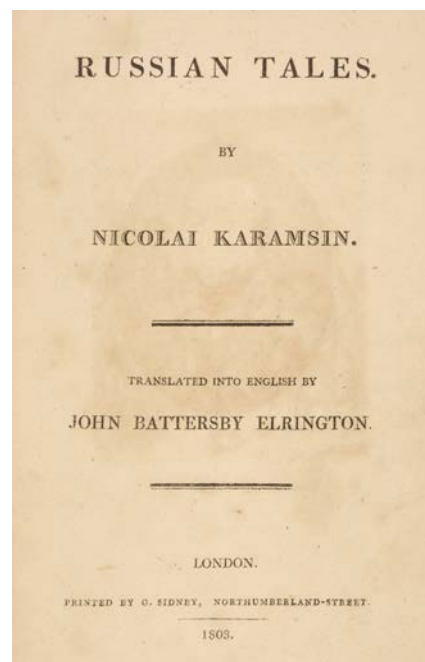 RUSSIAN TALES.
BY
NICOLAI KARAMSIN.
TRANSLATED INTO ENGLISH BY
JOHN BATTERSBY ELRINGTON.
LONDON.
PRINTED BY G. SIDNEY, NORTHUMBERLAND-STREET.
1803.